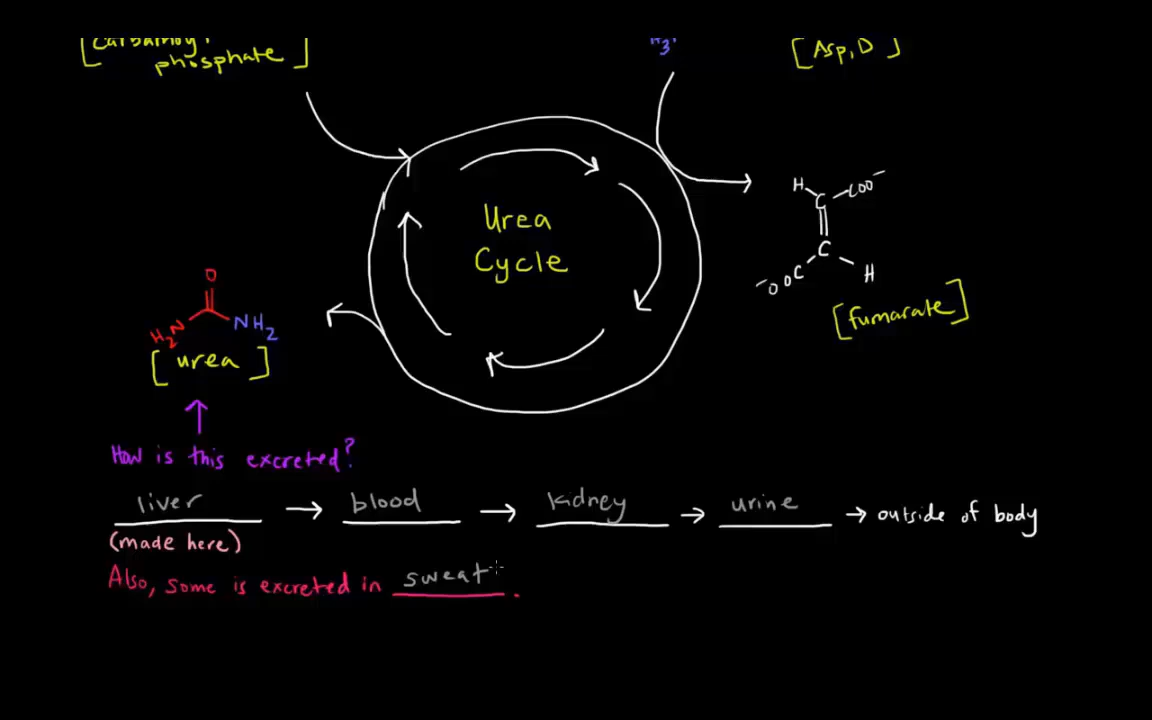 [Carbamoyl
phosphate]
[Asp, D]
Urea
Cycle
H
C
COO⁻
C
⁻OOC
H
[fumarate]
O
H₂N
NH₂
[urea]
How is this excreted?
liver → blood → kidney → urine → outside of body
(made here)
Also, some is excreted in sweat.